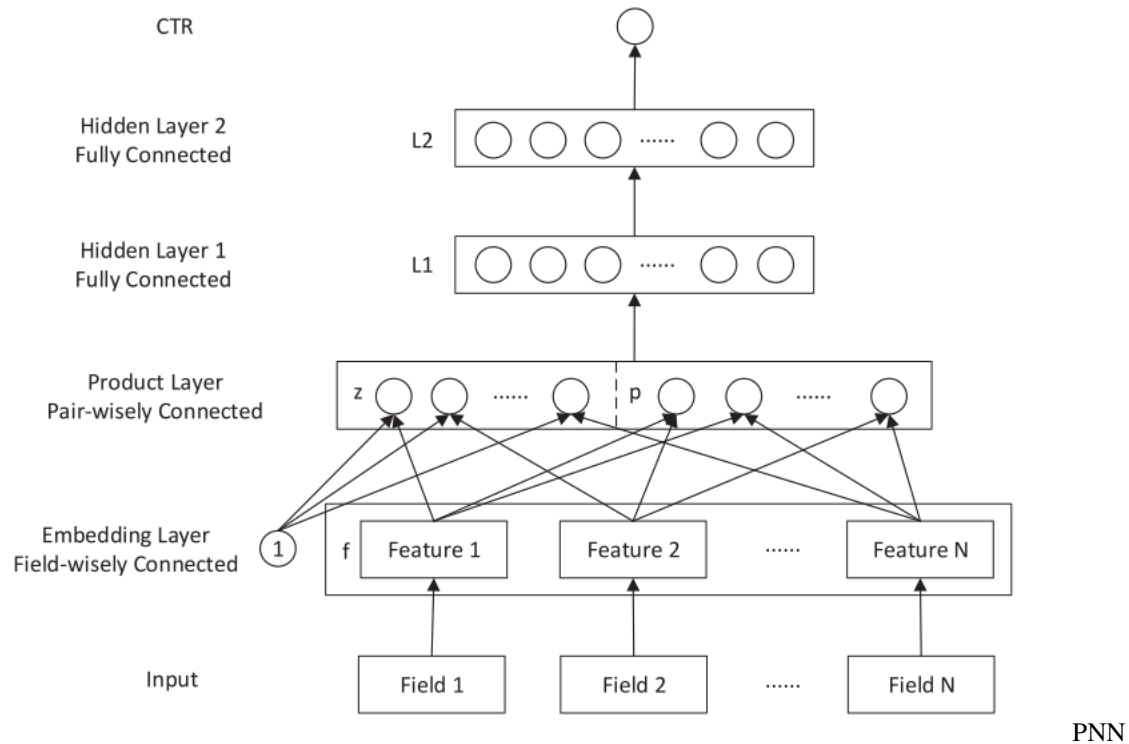 CTR
Hidden Layer 2
Fully Connected
L2
......
Hidden Layer 1
Fully Connected
L1
......
Product Layer
Pair-wisely Connected
z
......
p
......
Embedding Layer
Field-wisely Connected
1
f
Feature 1
Feature 2
......
Feature N
Input
Field 1
Field 2
......
Field N
PNN